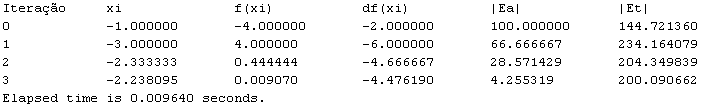 Iteração xi f(xi) df(xi) |Ea| |Et|
0 -1.000000 -4.000000 -2.000000 100.000000 144.721360
1 -3.000000 4.000000 -6.000000 66.666667 234.164079
2 -2.333333 0.444444 -4.666667 28.571429 204.349839
3 -2.238095 0.009070 -4.476190 4.255319 200.090662
Elapsed time is 0.009640 seconds.